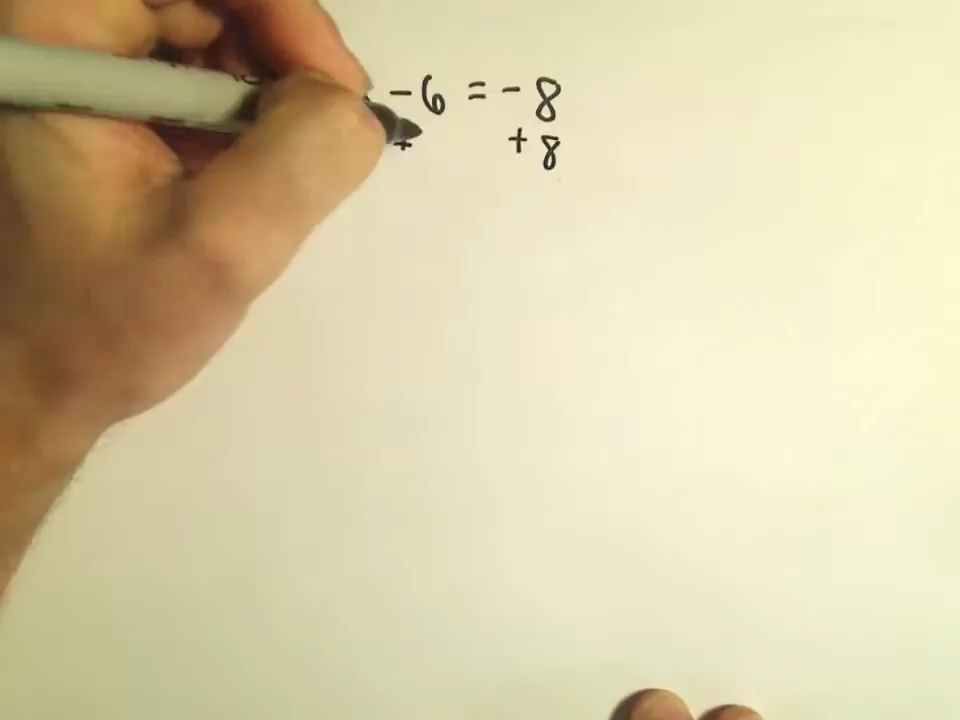 - 6 = - 8
+ + 8